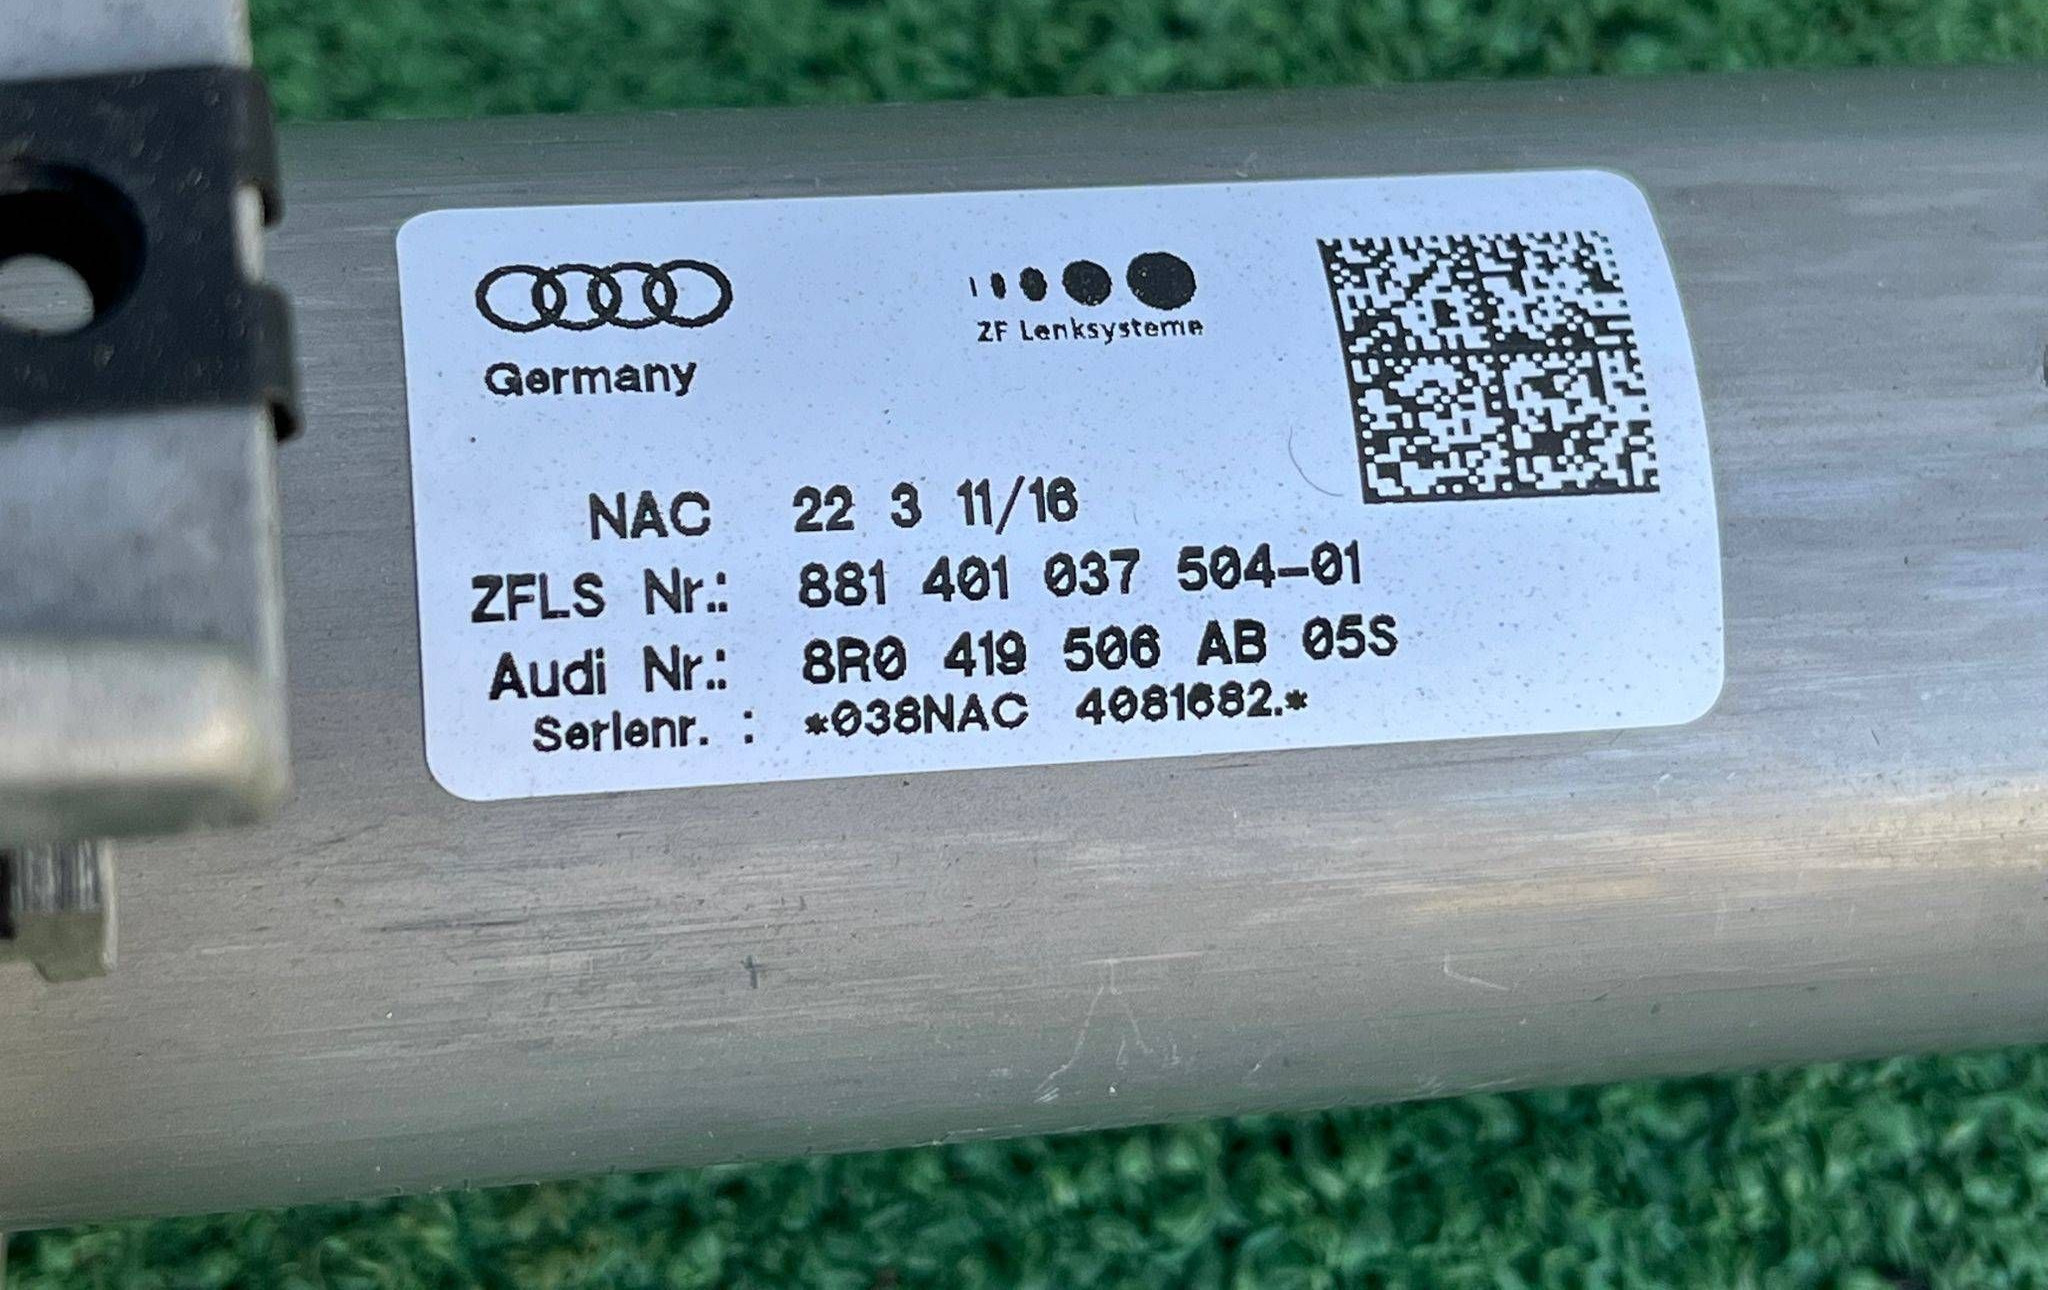 Germany
ZF Lenksysteme
NAC 22 3 11/16
ZFLS Nr.: 881 401 037 504-01
Audi Nr.: 8R0 419 506 AB 05S
Serienr. : *038NAC 4081682.*